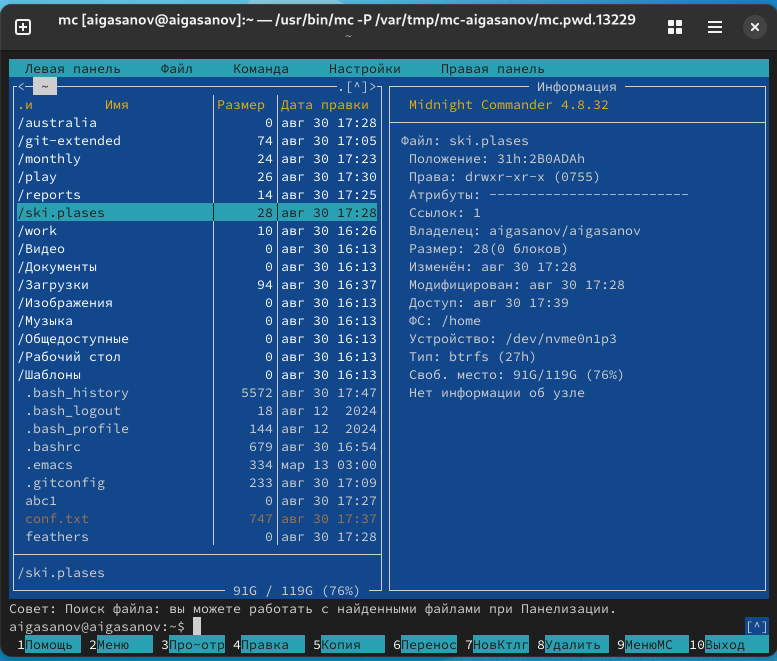 mc [aigasanov@aigasanov]:~ — /usr/bin/mc -P /var/tmp/mc-aigasanov/mc.pwd.13229
~
Левая панель Файл Команда Настройки Правая панель
<- ~ .[^]>
.и Имя Размер Дата правки
/australia 0 авг 30 17:28
/git-extended 74 авг 30 17:05
/monthly 24 авг 30 17:23
/play 26 авг 30 17:30
/reports 14 авг 30 17:25
/ski.plases 28 авг 30 17:28
/work 10 авг 30 16:26
/Видео 0 авг 30 16:13
/Документы 0 авг 30 16:13
/Загрузки 94 авг 30 16:37
/Изображения 0 авг 30 16:13
/Музыка 0 авг 30 16:13
/Общедоступные 0 авг 30 16:13
/Рабочий стол 0 авг 30 16:13
/Шаблоны 0 авг 30 16:13
.bash_history 5572 авг 30 17:47
.bash_logout 18 авг 12 2024
.bash_profile 144 авг 12 2024
.bashrc 679 авг 30 16:54
.emacs 334 мар 13 03:00
.gitconfig 233 авг 30 17:09
abc1 0 авг 30 17:27
conf.txt 747 авг 30 17:37
feathers 0 авг 30 17:28
/ski.plases
91G / 119G (76%)
Информация
Midnight Commander 4.8.32
Файл: ski.plases
Положение: 31h:2B0ADAh
Права: drwxr-xr-x (0755)
Атрибуты: -------------------------
Ссылок: 1
Владелец: aigasanov/aigasanov
Размер: 28(0 блоков)
Изменён: авг 30 17:28
Модифицирован: авг 30 17:28
Доступ: авг 30 17:39
ФС: /home
Устройство: /dev/nvme0n1p3
Тип: btrfs (27h)
Своб. место: 91G/119G (76%)
Нет информации об узле
Совет: Поиск файла: вы можете работать с найденными файлами при Панелизации.
aigasanov@aigasanov:~$ [^]
1Помощь 2Меню 3Про~отр 4Правка 5Копия 6Перенос 7НовКтлг 8Удалить 9МенюMC 10Выход